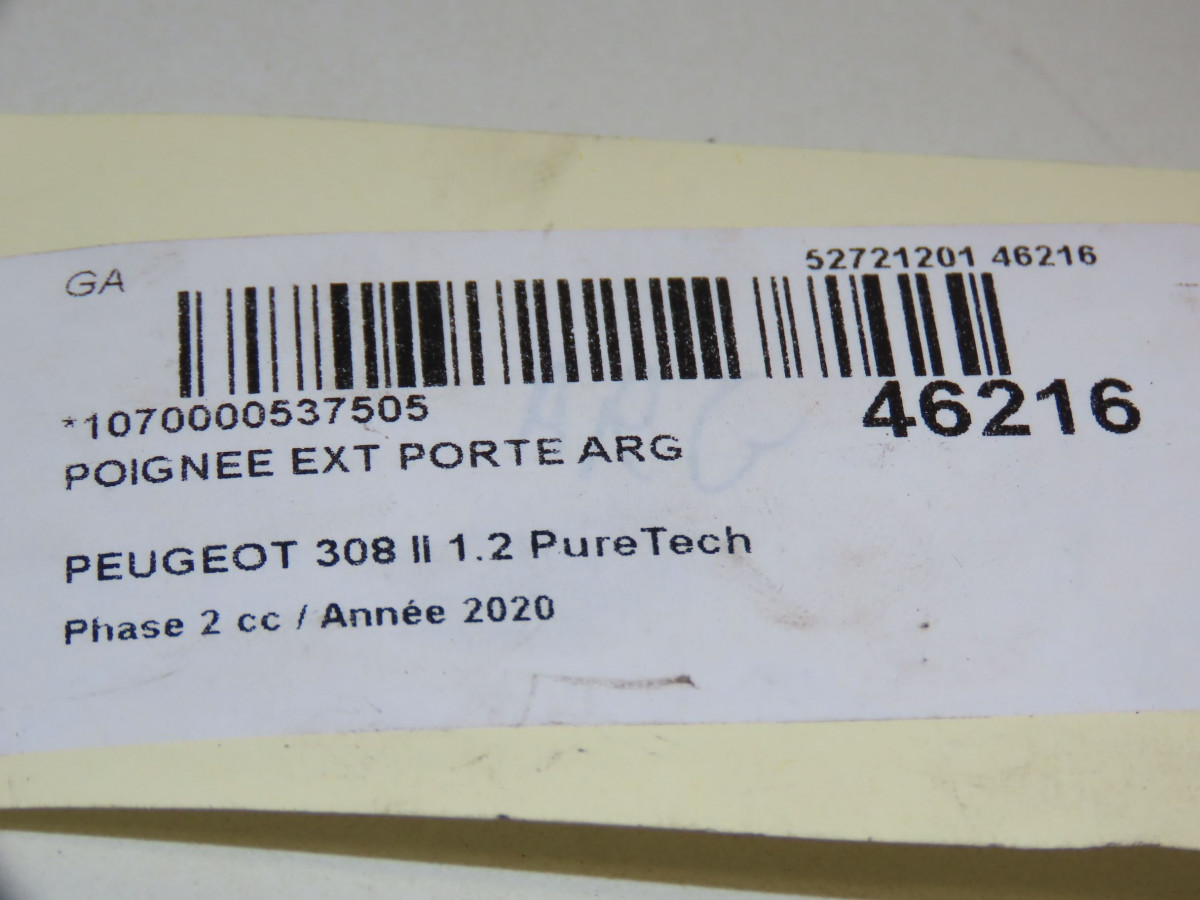 GA
52721201 46216
*1070000537505
46216
POIGNEE EXT PORTE ARG
PEUGEOT 308 II 1.2 PureTech
Phase 2 cc / Année 2020